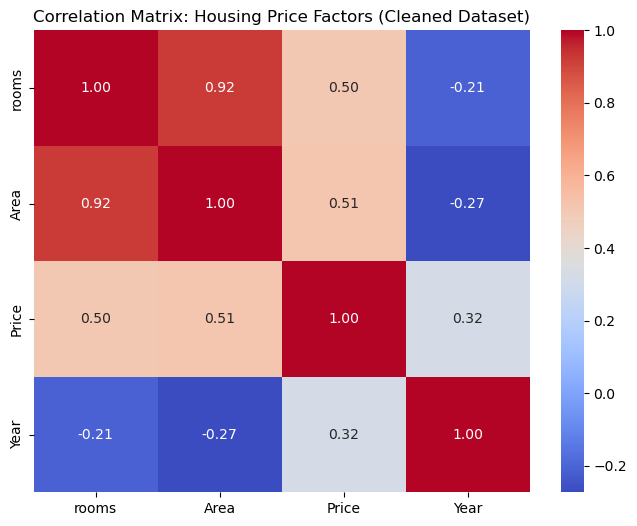 Correlation Matrix: Housing Price Factors (Cleaned Dataset)
rooms 1.00 0.92 0.50 -0.21
Area 0.92 1.00 0.51 -0.27
Price 0.50 0.51 1.00 0.32
Year -0.21 -0.27 0.32 1.00
rooms Area Price Year
1.0
0.8
0.6
0.4
0.2
0.0
−0.2